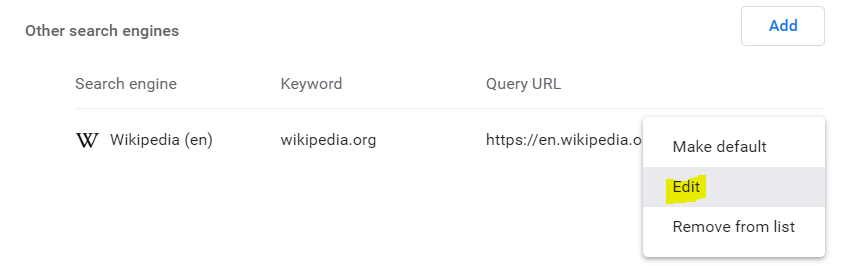 Other search engines
Add
Search engine Keyword Query URL
W Wikipedia (en) wikipedia.org https://en.wikipedia.o
Make default
Edit
Remove from list